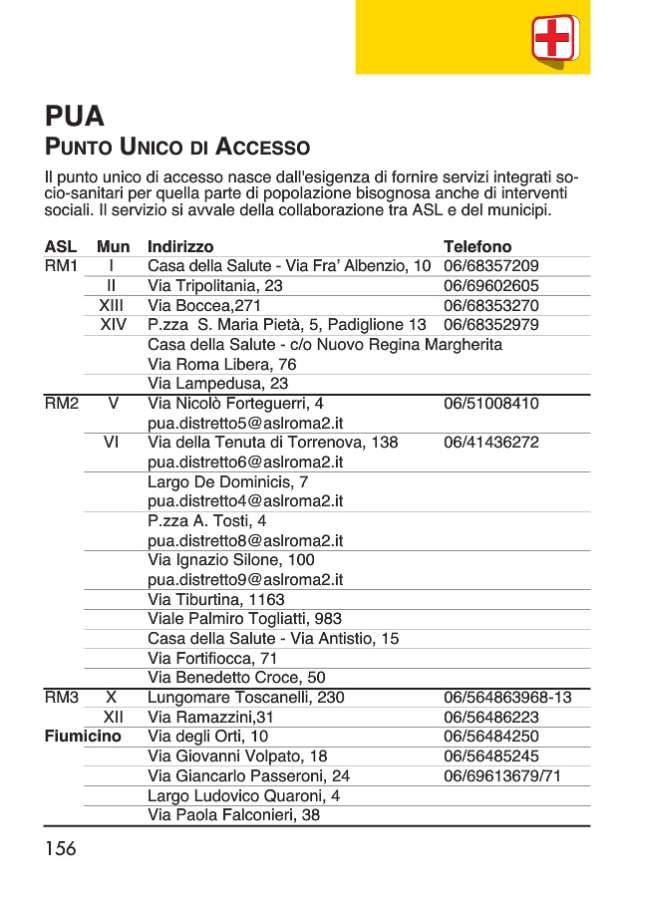 PUA
PUNTO UNICO DI ACCESSO
Il punto unico di accesso nasce dall'esigenza di fornire servizi integrati so-
cio-sanitari per quella parte di popolazione bisognosa anche di interventi
sociali. Il servizio si avvale della collaborazione tra ASL e del municipi.
ASL Mun Indirizzo Telefono
RM1 I Casa della Salute - Via Fra' Albenzio, 10 06/68357209
II Via Tripolitania, 23 06/69602605
XIII Via Boccea,271 06/68353270
XIV P.zza S. Maria Pietà, 5, Padiglione 13 06/68352979
Casa della Salute - c/o Nuovo Regina Margherita
Via Roma Libera, 76
Via Lampedusa, 23
RM2 V Via Nicolò Forteguerri, 4 06/51008410
pua.distretto5@aslroma2.it
VI Via della Tenuta di Torrenova, 138 06/41436272
pua.distretto6@aslroma2.it
Largo De Dominicis, 7
pua.distretto4@aslroma2.it
P.zza A. Tosti, 4
pua.distretto8@aslroma2.it
Via Ignazio Silone, 100
pua.distretto9@aslroma2.it
Via Tiburtina, 1163
Viale Palmiro Togliatti, 983
Casa della Salute - Via Antistio, 15
Via Fortifiocca, 71
Via Benedetto Croce, 50
RM3 X Lungomare Toscanelli, 230 06/564863968-13
XII Via Ramazzini,31 06/56486223
Fiumicino Via degli Orti, 10 06/56484250
Via Giovanni Volpato, 18 06/56485245
Via Giancarlo Passeroni, 24 06/69613679/71
Largo Ludovico Quaroni, 4
Via Paola Falconieri, 38
156